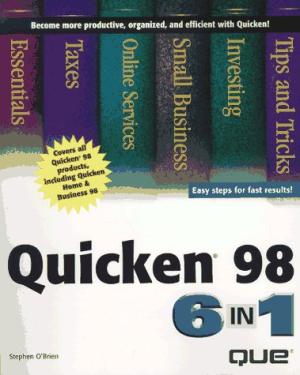 Become more productive, organized, and efficient with Quicken!
Essentials
Taxes
Online Services
Small Business
Investing
Tips and Tricks
Covers all
Quicken® 98
products,
including Quicken
Home &
Business 98
Easy steps for fast results!
Quicken® 98
6 IN 1
Stephen O'Brien
QUE®